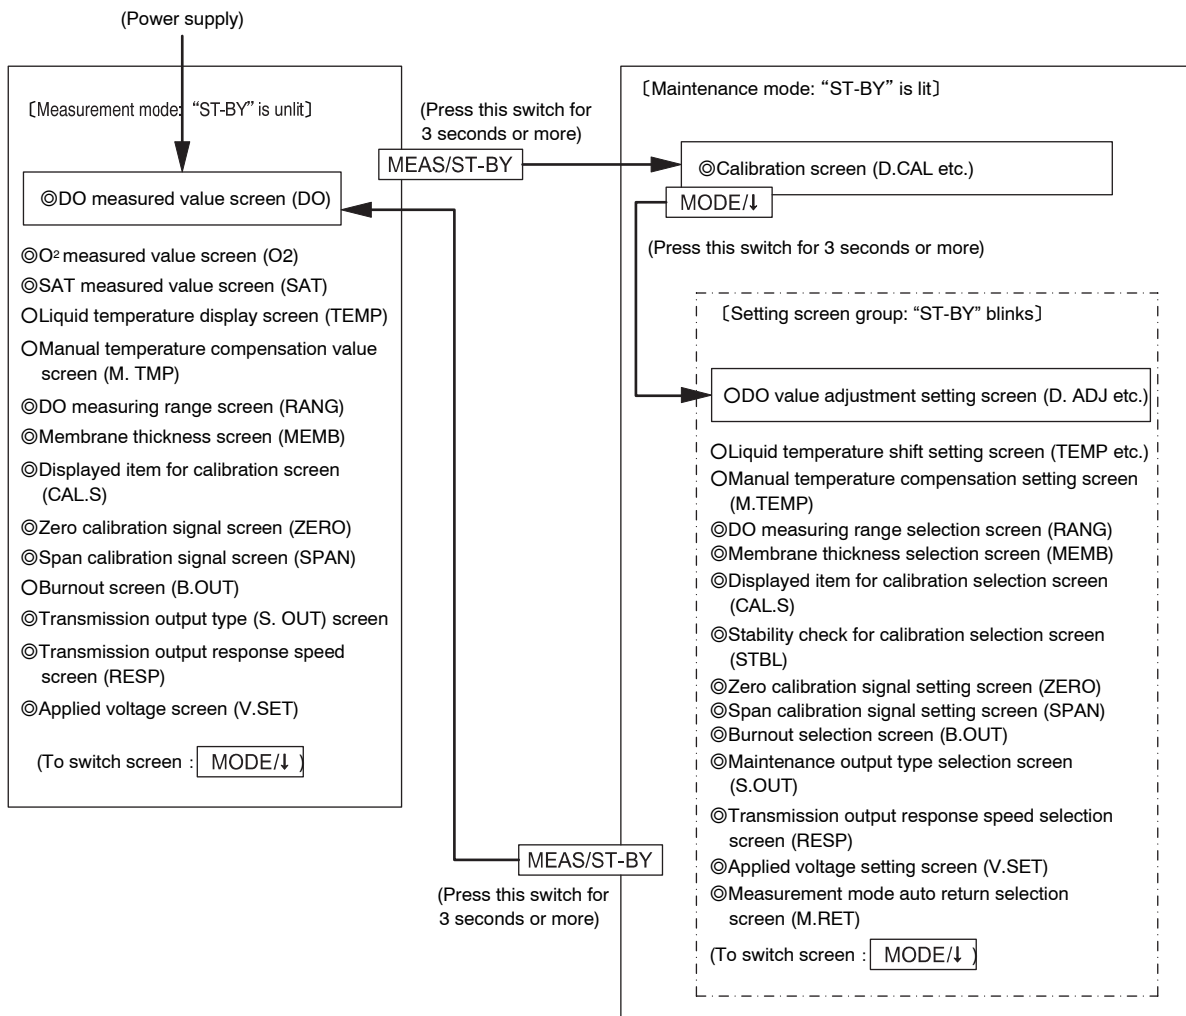 (Power supply)
〔Measurement mode: “ST-BY” is unlit〕
◎DO measured value screen (DO)
◎O² measured value screen (O2)
◎SAT measured value screen (SAT)
○Liquid temperature display screen (TEMP)
○Manual temperature compensation value
screen (M. TMP)
◎DO measuring range screen (RANG)
◎Membrane thickness screen (MEMB)
◎Displayed item for calibration screen
(CAL.S)
◎Zero calibration signal screen (ZERO)
◎Span calibration signal screen (SPAN)
○Burnout screen (B.OUT)
◎Transmission output type (S. OUT) screen
◎Transmission output response speed
screen (RESP)
◎Applied voltage screen (V.SET)
(To switch screen : MODE/↓ )
(Press this switch for
3 seconds or more)
MEAS/ST-BY
〔Maintenance mode: “ST-BY” is lit〕
◎Calibration screen (D.CAL etc.)
MODE/↓
(Press this switch for 3 seconds or more)
〔Setting screen group: “ST-BY” blinks〕
○DO value adjustment setting screen (D. ADJ etc.)
○Liquid temperature shift setting screen (TEMP etc.)
○Manual temperature compensation setting screen
(M.TEMP)
◎DO measuring range selection screen (RANG)
◎Membrane thickness selection screen (MEMB)
◎Displayed item for calibration selection screen
(CAL.S)
◎Stability check for calibration selection screen
(STBL)
◎Zero calibration signal setting screen (ZERO)
◎Span calibration signal setting screen (SPAN)
◎Burnout selection screen (B.OUT)
◎Maintenance output type selection screen
(S.OUT)
◎Transmission output response speed selection
screen (RESP)
◎Applied voltage setting screen (V.SET)
◎Measurement mode auto return selection
screen (M.RET)
(To switch screen : MODE/↓ )
MEAS/ST-BY
(Press this switch for
3 seconds or more)